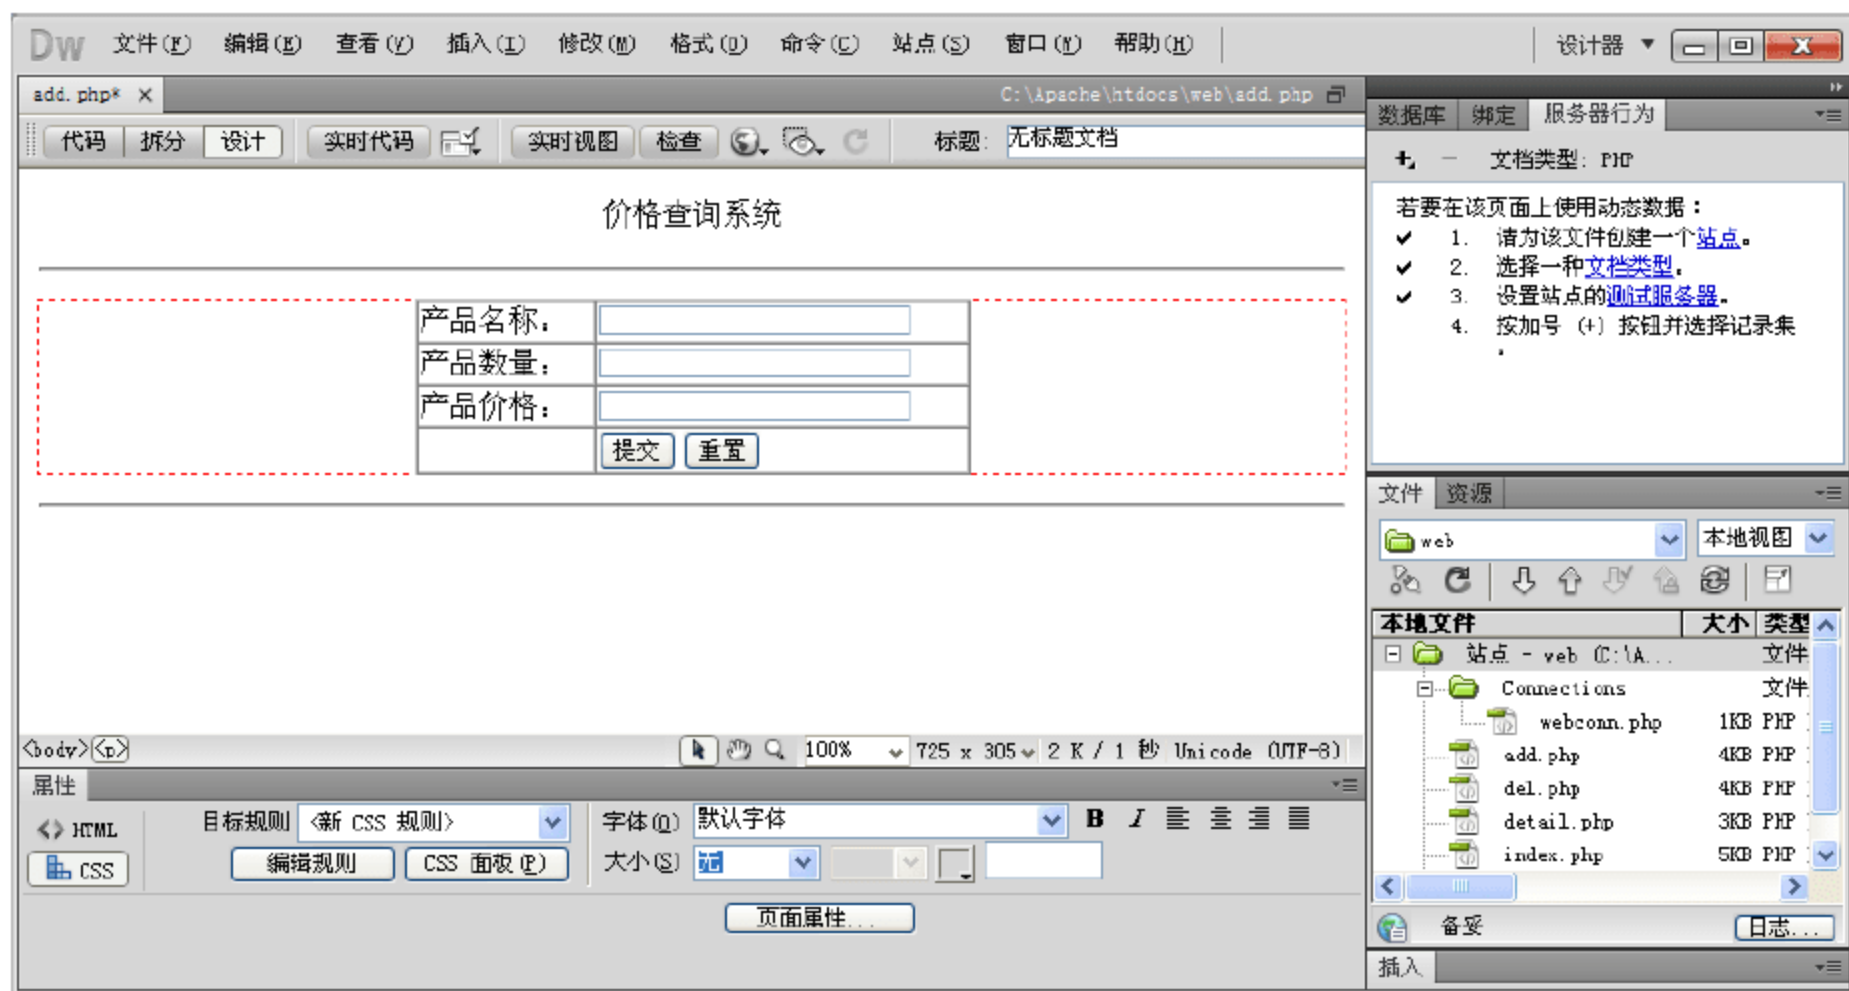 Dw 文件(F) 编辑(E) 查看(V) 插入(I) 修改(M) 格式(O) 命令(C) 站点(S) 窗口(W) 帮助(H) 设计器
add.php* C:\Apache\htdocs\web\add.php
代码 拆分 设计 实时代码 实时视图 检查 标题: 无标题文档
价格查询系统
产品名称：
产品数量：
产品价格：
提交 重置
<body><p> 100% 725 x 305 2 K / 1 秒 Unicode (UTF-8)
属性
<> HTML 目标规则 <新 CSS 规则> 字体(O) 默认字体 B I
CSS 编辑规则 CSS 面板(P) 大小(S) 无
页面属性...
数据库 绑定 服务器行为
文档类型: PHP
若要在该页面上使用动态数据：
1. 请为该文件创建一个站点。
2. 选择一种文档类型。
3. 设置站点的测试服务器。
4. 按加号 (+) 按钮并选择记录集
。
文件 资源
web 本地视图
本地文件 大小 类型
站点 - web (C:\A... 文件
Connections 文件
webconn.php 1KB PHP
add.php 4KB PHP
del.php 4KB PHP
detail.php 3KB PHP
index.php 5KB PHP
备妥 日志...
插入